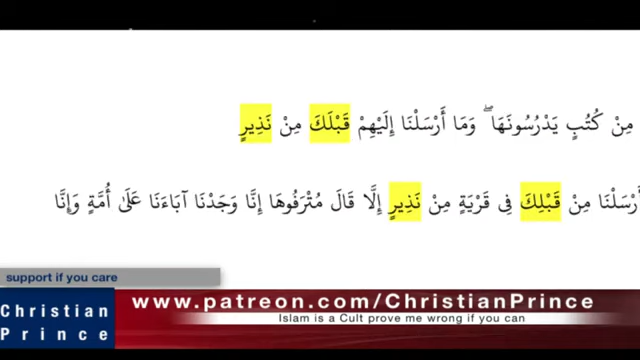 مِنْ كُتُبٍ يَدْرُسُونَهَا ۖ وَمَا أَرْسَلْنَا إِلَيْهِمْ قَبْلَكَ مِنْ نَذِيرٍ
أَرْسَلْنَا مِنْ قَبْلِكَ فِي قَرْيَةٍ مِنْ نَذِيرٍ إِلَّا قَالَ مُتْرَفُوهَا إِنَّا وَجَدْنَا آبَاءَنَا عَلَىٰ أُمَّةٍ وَإِنَّا
support if you care
Christian
Prince
www.patreon.com/ChristianPrince
Islam is a Cult prove me wrong if you can